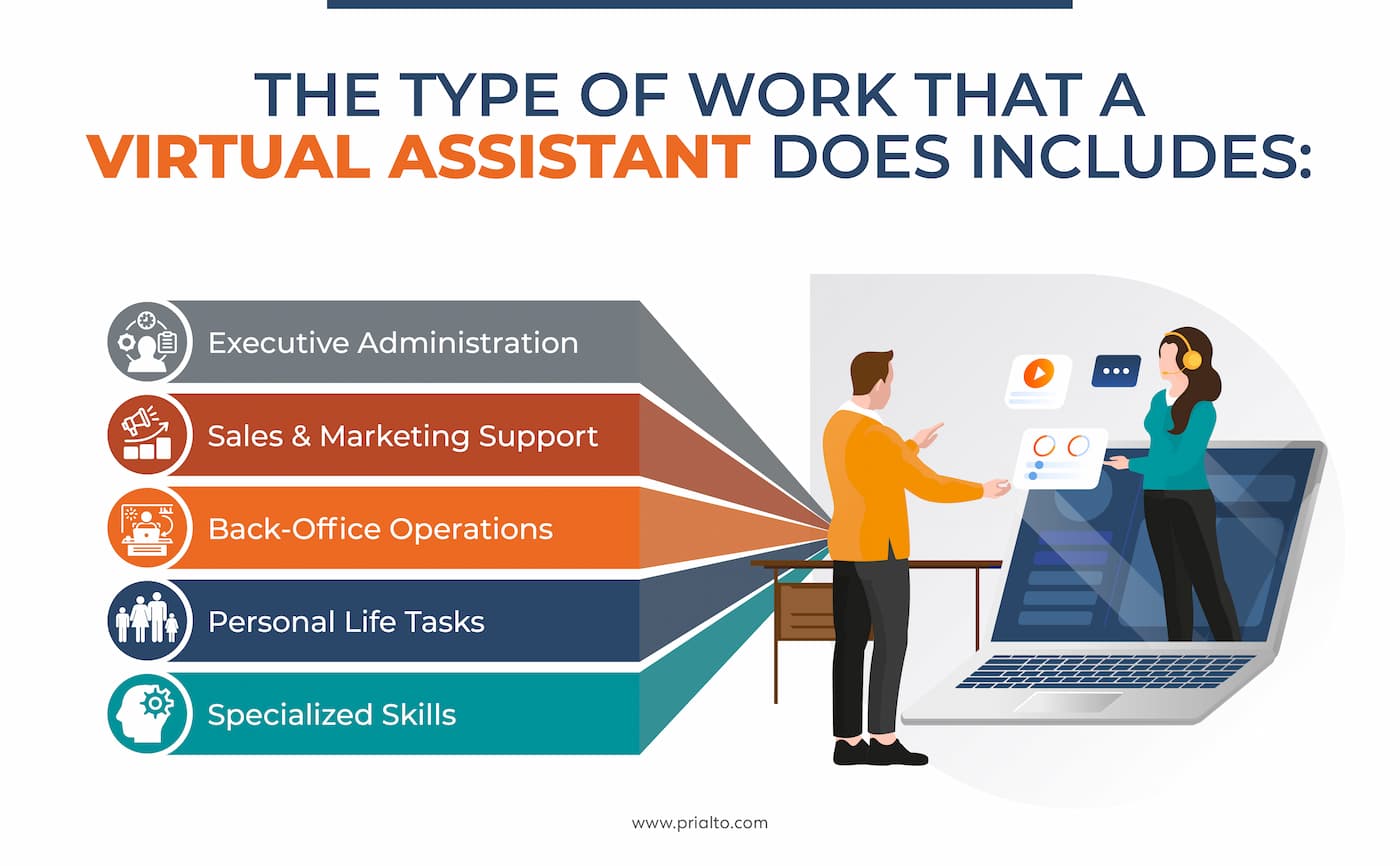 THE TYPE OF WORK THAT A
VIRTUAL ASSISTANT DOES INCLUDES:
Executive Administration
Sales & Marketing Support
Back-Office Operations
Personal Life Tasks
Specialized Skills
www.prialto.com